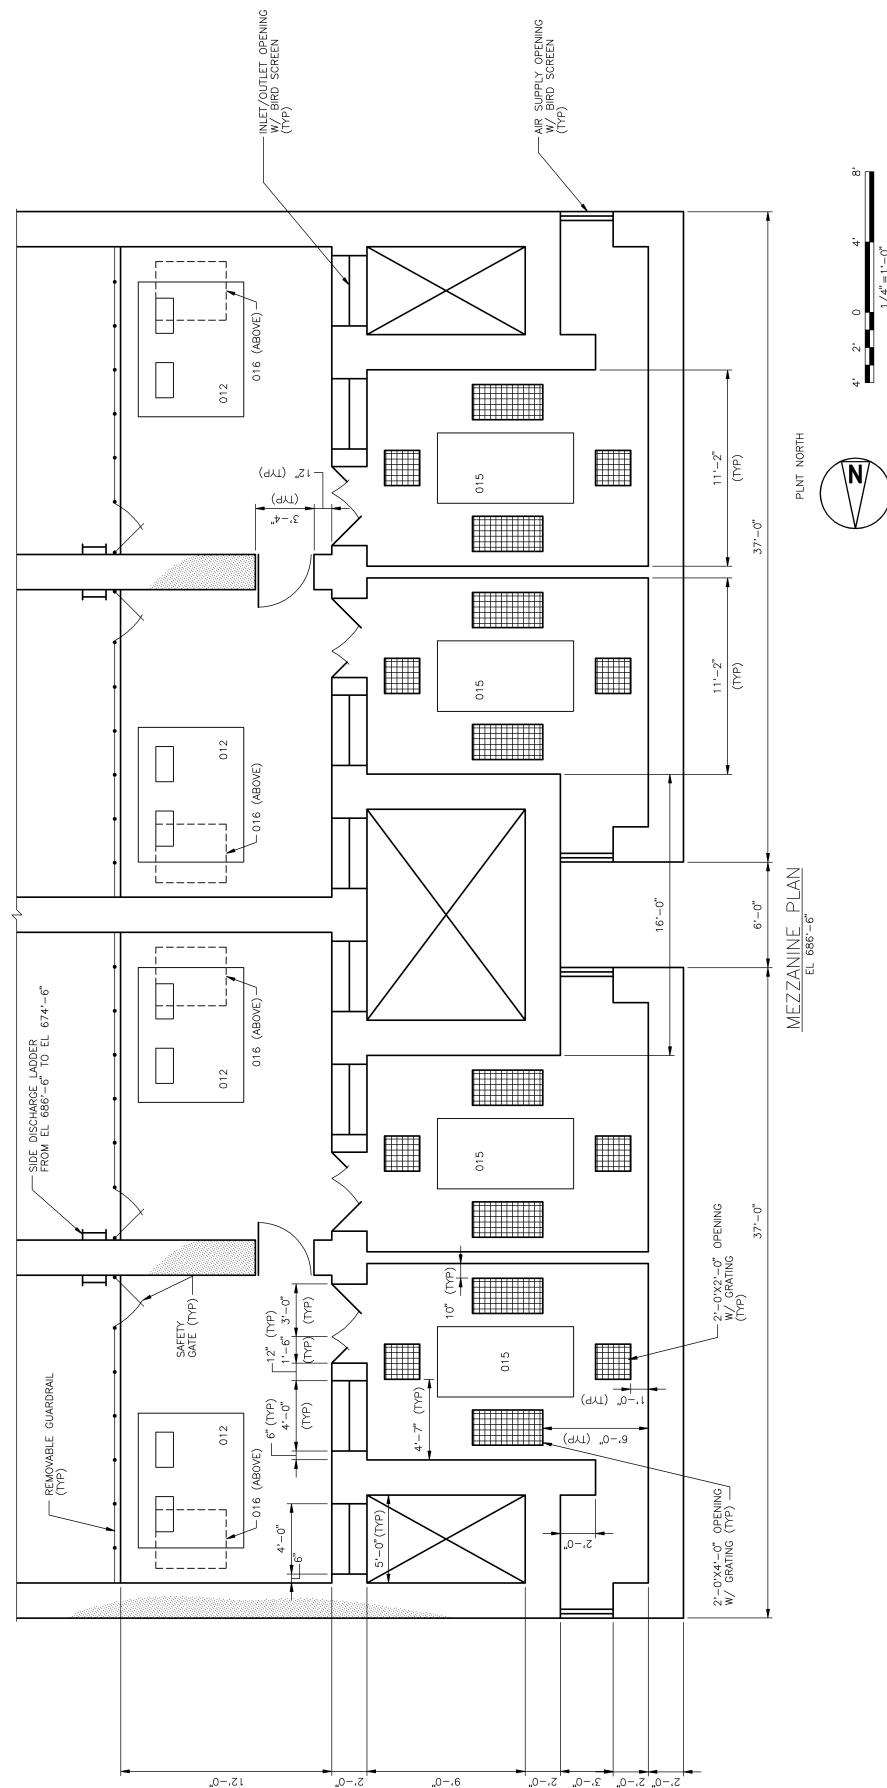 INLET/OUTLET OPENING
W/ BIRD SCREEN
(TYP)
AIR SUPPLY OPENING
W/ BIRD SCREEN
(TYP)
016 (ABOVE)
012
12" (TYP)
3'-4"
(TYP)
015
11'-2"
(TYP)
37'-0"
PLNT NORTH
N
4'
2'
0
4'
8'
1/4"=1'-0"
012
016 (ABOVE)
015
11'-2"
(TYP)
16'-0"
6'-0"
MEZZANINE PLAN
EL 686'-6"
SIDE DISCHARGE LADDER
FROM EL 686'-6" TO EL 674'-6"
016 (ABOVE)
012
015
37'-0"
SAFETY
GATE (TYP)
REMOVABLE GUARDRAIL
(TYP)
012
016 (ABOVE)
3'-0"
(TYP)
12" (TYP)
1'-6"
(TYP)
6" (TYP)
4'-0"
(TYP)
4'-0"
6"
10"
(TYP)
015
4'-7"
(TYP)
5'-0"(TYP)
1'-0" (TYP)
6'-0" (TYP)
2'-0"
2'-0"X2'-0" OPENING
W/ GRATING
(TYP)
2'-0"X4'-0" OPENING
W/ GRATING (TYP)
12'-0"
2'-0"
9'-0"
2'-0"
3'-0"
2'-0"
2'-0"